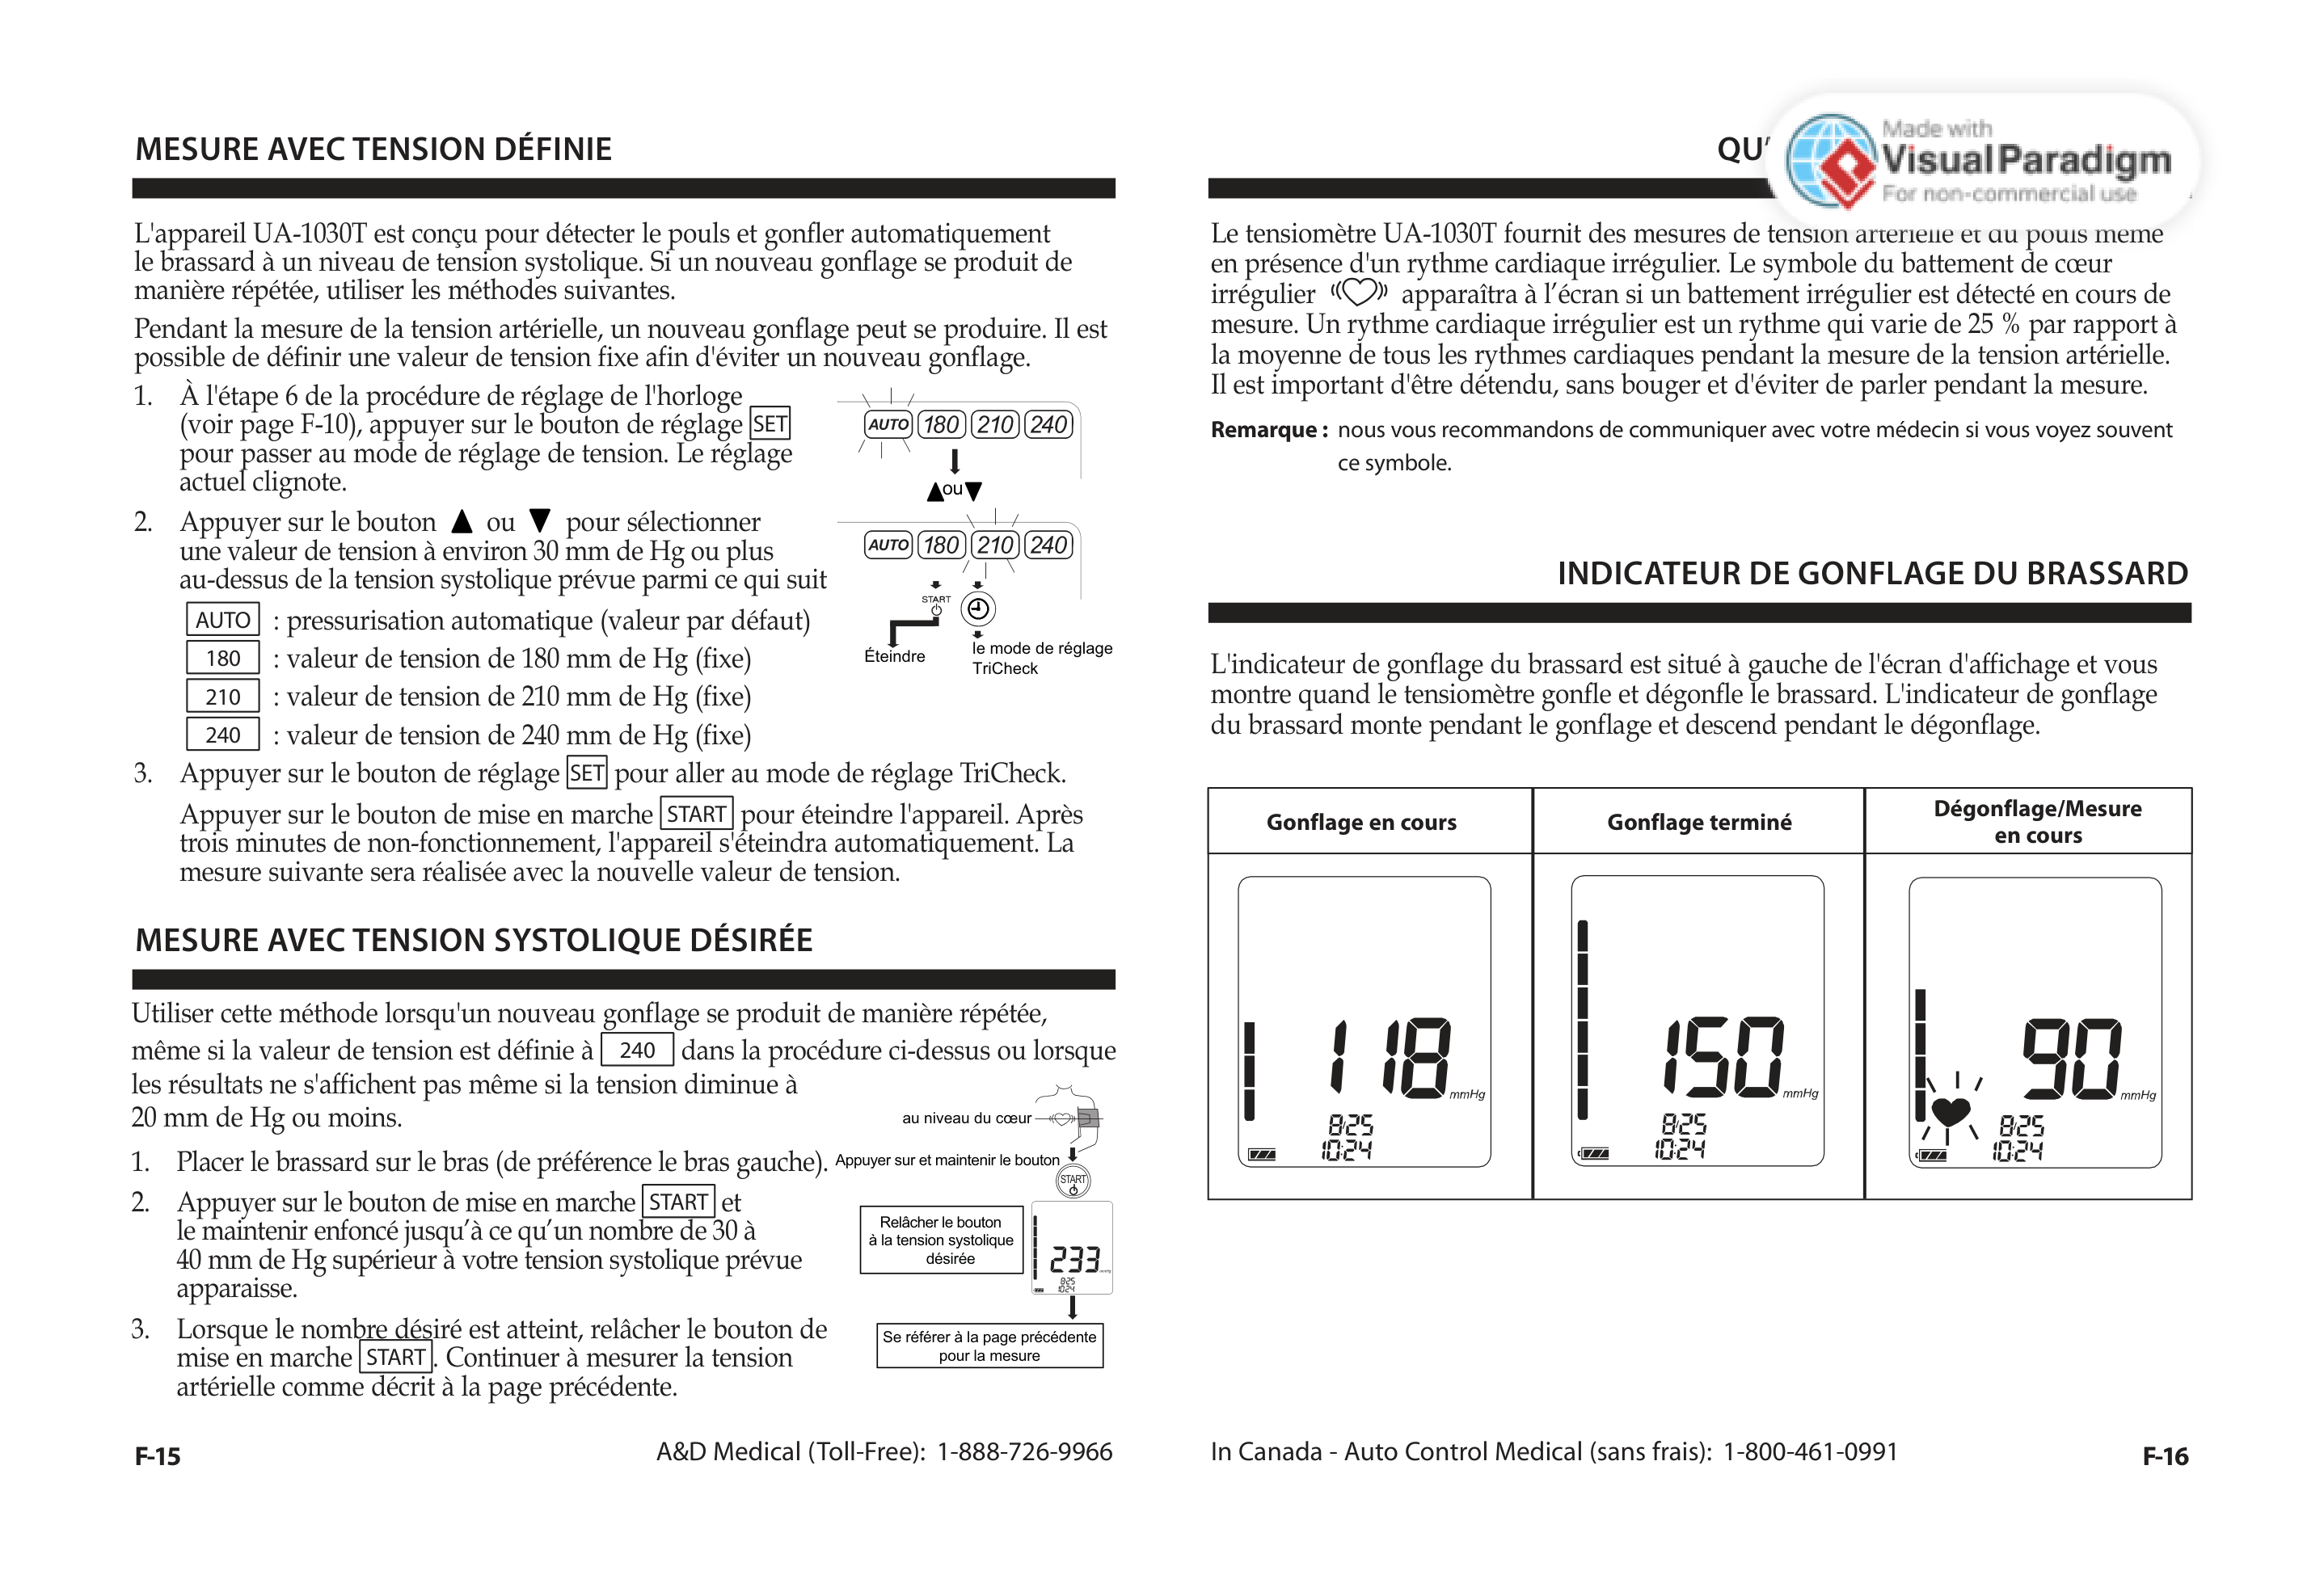 MESURE AVEC TENSION DÉFINIE
L'appareil UA-1030T est conçu pour détecter le pouls et gonfler automatiquement
le brassard à un niveau de tension systolique. Si un nouveau gonflage se produit de
manière répétée, utiliser les méthodes suivantes.
Pendant la mesure de la tension artérielle, un nouveau gonflage peut se produire. Il est
possible de définir une valeur de tension fixe afin d'éviter un nouveau gonflage.
1. À l'étape 6 de la procédure de réglage de l'horloge
(voir page F-10), appuyer sur le bouton de réglage SET
pour passer au mode de réglage de tension. Le réglage
actuel clignote.
2. Appuyer sur le bouton ▲ ou ▼ pour sélectionner
une valeur de tension à environ 30 mm de Hg ou plus
au-dessus de la tension systolique prévue parmi ce qui suit
AUTO : pressurisation automatique (valeur par défaut)
180 : valeur de tension de 180 mm de Hg (fixe)
210 : valeur de tension de 210 mm de Hg (fixe)
240 : valeur de tension de 240 mm de Hg (fixe)
AUTO 180 210 240
▲ou▼
AUTO 180 210 240
START
Éteindre
le mode de réglage
TriCheck
3. Appuyer sur le bouton de réglage SET pour aller au mode de réglage TriCheck.
Appuyer sur le bouton de mise en marche START pour éteindre l'appareil. Après
trois minutes de non-fonctionnement, l'appareil s'éteindra automatiquement. La
mesure suivante sera réalisée avec la nouvelle valeur de tension.
MESURE AVEC TENSION SYSTOLIQUE DÉSIRÉE
Utiliser cette méthode lorsqu'un nouveau gonflage se produit de manière répétée,
même si la valeur de tension est définie à 240 dans la procédure ci-dessus ou lorsque
les résultats ne s'affichent pas même si la tension diminue à
20 mm de Hg ou moins.
1. Placer le brassard sur le bras (de préférence le bras gauche).
2. Appuyer sur le bouton de mise en marche START et
le maintenir enfoncé jusqu’à ce qu’un nombre de 30 à
40 mm de Hg supérieur à votre tension systolique prévue
apparaisse.
3. Lorsque le nombre désiré est atteint, relâcher le bouton de
mise en marche START. Continuer à mesurer la tension
artérielle comme décrit à la page précédente.
au niveau du cœur
Appuyer sur et maintenir le bouton
START
Relâcher le bouton
à la tension systolique
désirée
233
8/25
10:24
Se référer à la page précédente
pour la mesure
F-15
A&D Medical (Toll-Free): 1-888-726-9966
QU’
Made with
Visual Paradigm
For non-commercial use
Le tensiomètre UA-1030T fournit des mesures de tension artérielle et du pouls même
en présence d'un rythme cardiaque irrégulier. Le symbole du battement de cœur
irrégulier apparaîtra à l’écran si un battement irrégulier est détecté en cours de
mesure. Un rythme cardiaque irrégulier est un rythme qui varie de 25 % par rapport à
la moyenne de tous les rythmes cardiaques pendant la mesure de la tension artérielle.
Il est important d'être détendu, sans bouger et d'éviter de parler pendant la mesure.
Remarque : nous vous recommandons de communiquer avec votre médecin si vous voyez souvent
ce symbole.
INDICATEUR DE GONFLAGE DU BRASSARD
L'indicateur de gonflage du brassard est situé à gauche de l'écran d'affichage et vous
montre quand le tensiomètre gonfle et dégonfle le brassard. L'indicateur de gonflage
du brassard monte pendant le gonflage et descend pendant le dégonflage.
Gonflage en cours
Gonflage terminé
Dégonflage/Mesure
en cours
118 mmHg
8/25
10:24
150 mmHg
8/25
10:24
90 mmHg
8/25
10:24
In Canada - Auto Control Medical (sans frais): 1-800-461-0991
F-16